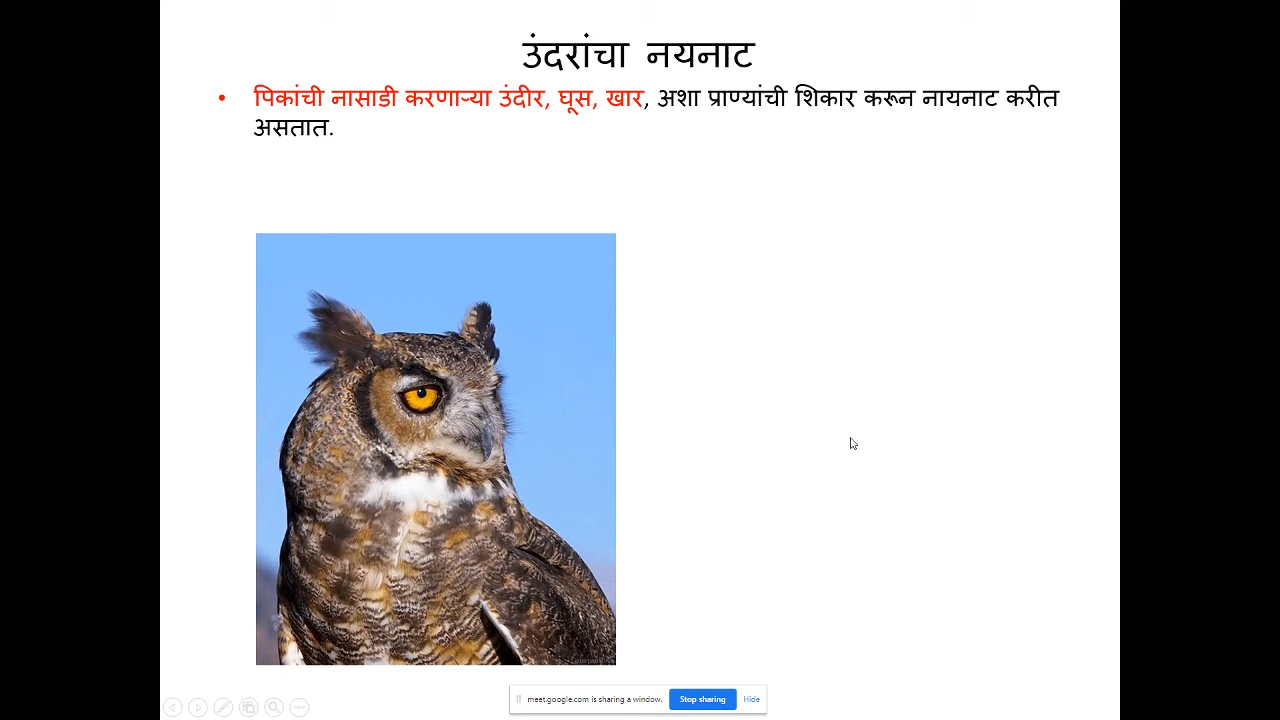 उंदरांचा नयनाट
• पिकांची नासाडी करणाऱ्या उंदीर, घूस, खार, अशा प्राण्यांची शिकार करून नायनाट करीत
असतात.
meet.google.com is sharing a window. Stop sharing Hide